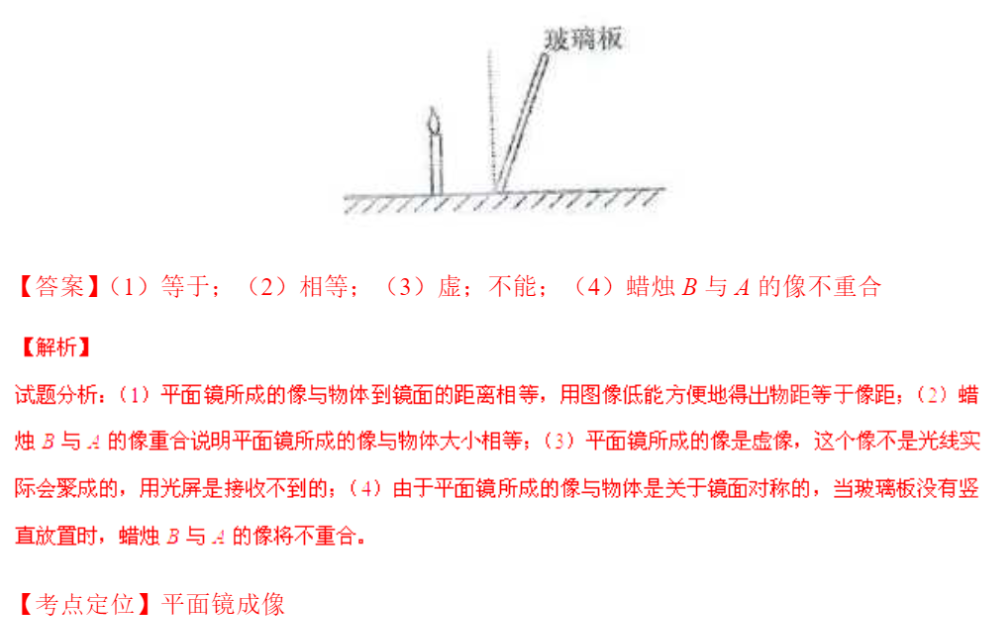 玻璃板
【答案】（1）等于；（2）相等；（3）虚；不能；（4）蜡烛 B 与 A 的像不重合
【解析】
试题分析：（1）平面镜所成的像与物体到镜面的距离相等，用图像低能方便地得出物距等于像距；（2）蜡
烛 B 与 A 的像重合说明平面镜所成的像与物体大小相等；（3）平面镜所成的像是虚像，这个像不是光线实
际会聚成的，用光屏是接收不到的；（4）由于平面镜所成的像与物体是关于镜面对称的，当玻璃板没有竖
直放置时，蜡烛 B 与 A 的像将不重合。
【考点定位】平面镜成像